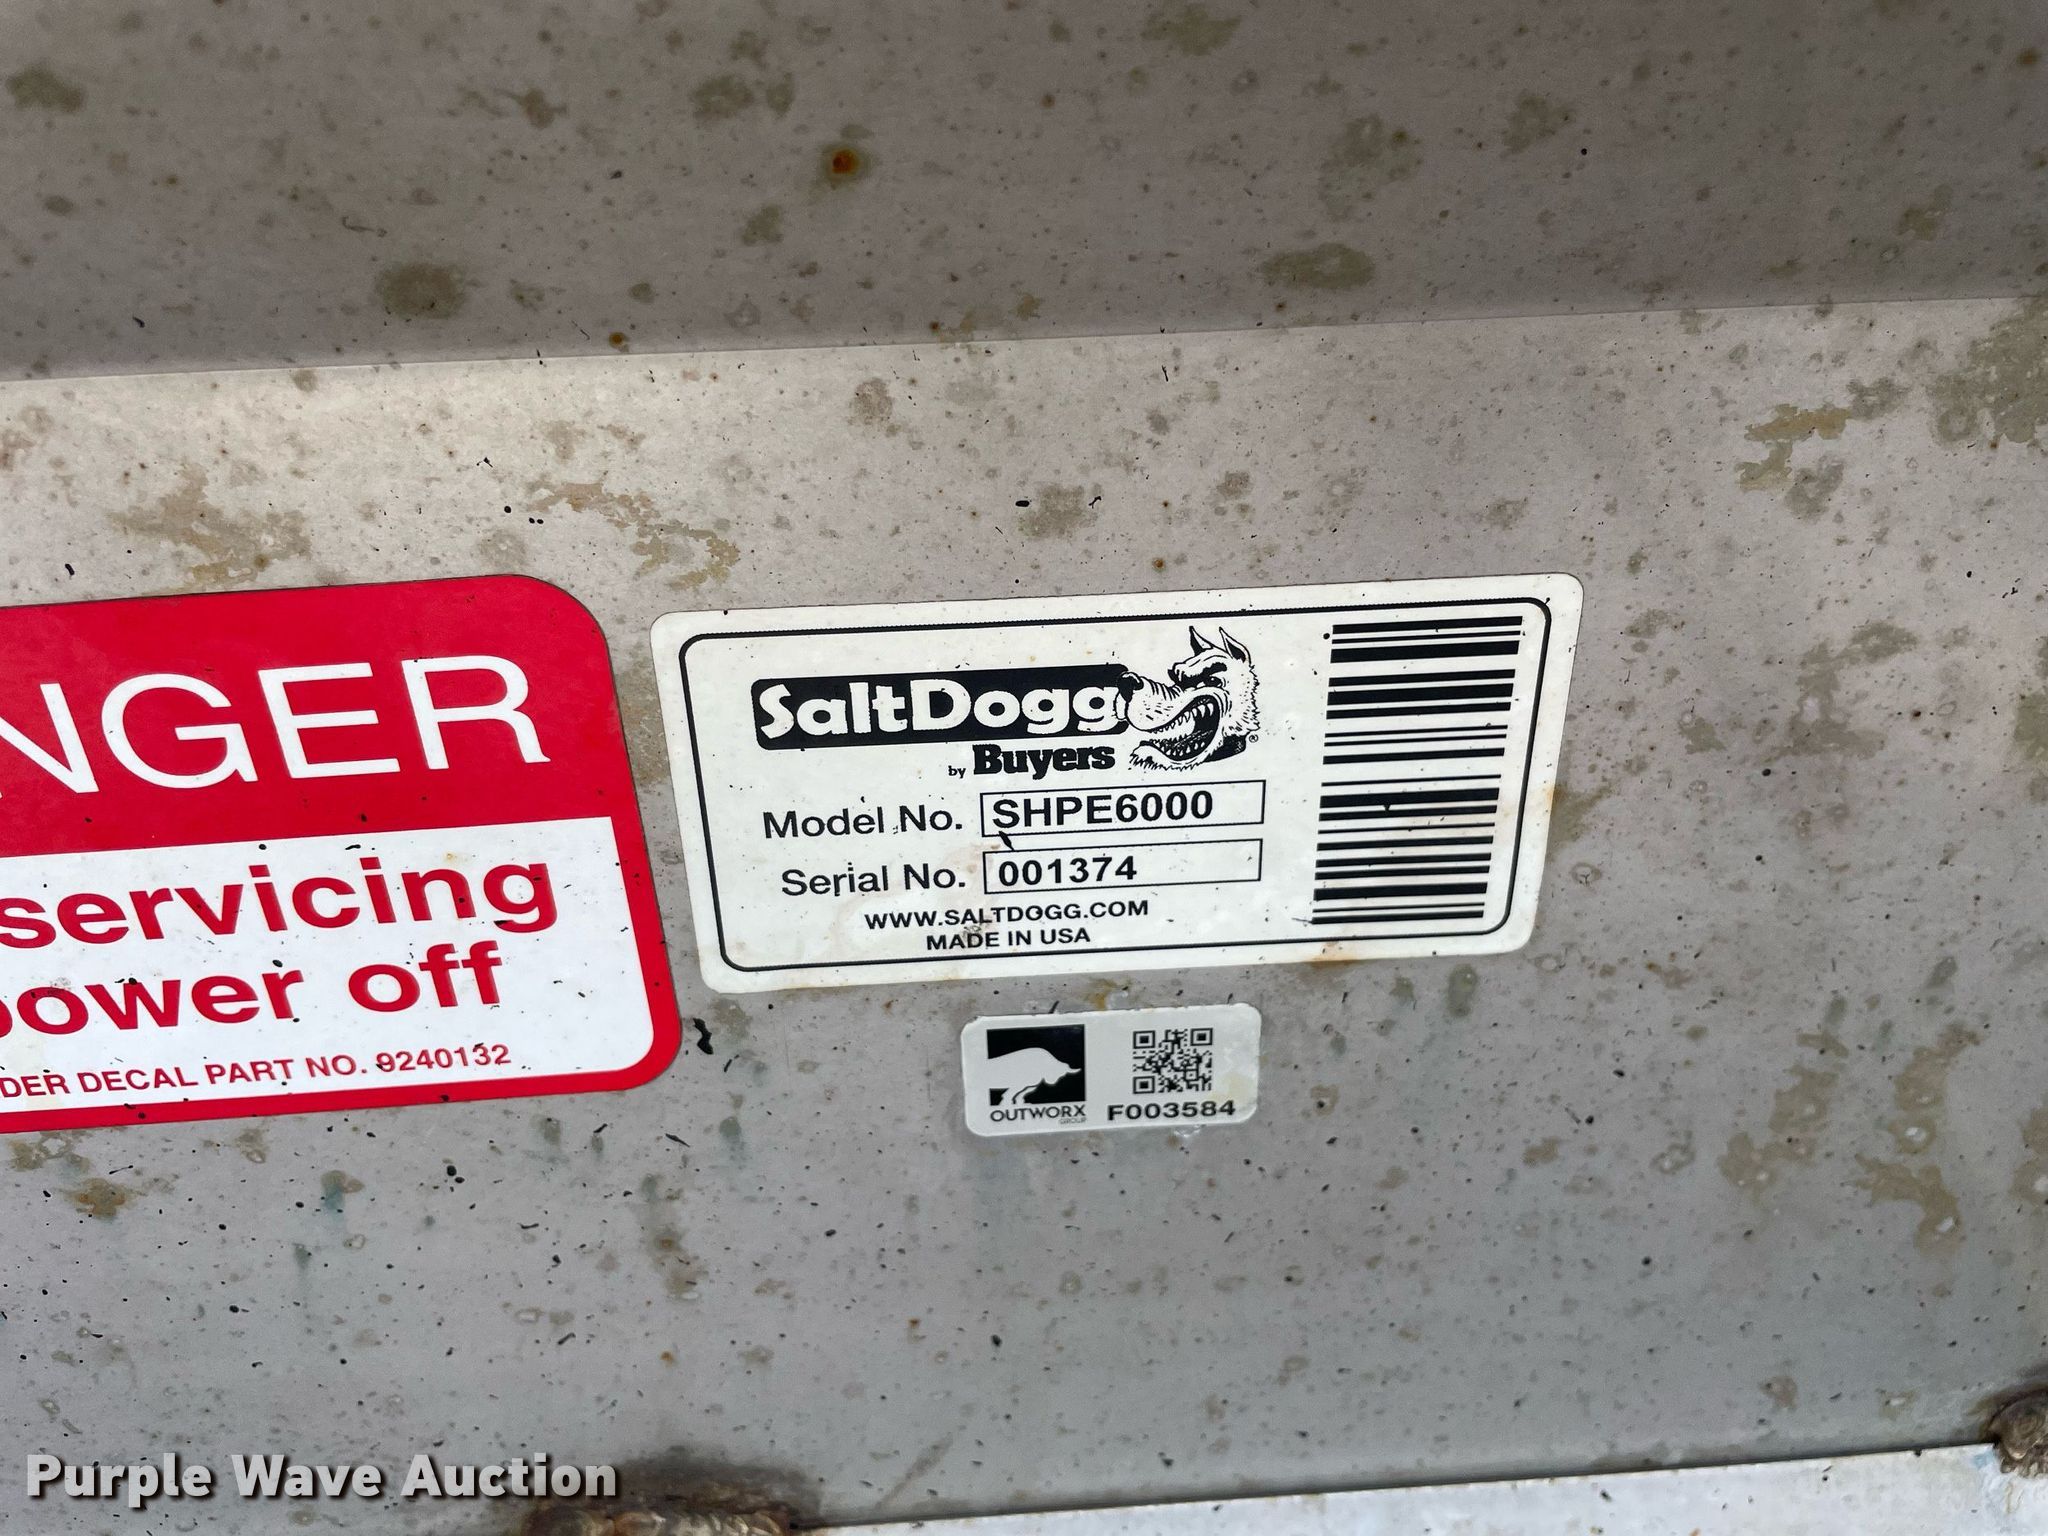 NGER
servicing
power off
DER DECAL PART NO. 9240132
SaltDogg
by Buyers
Model No. SHPE6000
Serial No. 001374
WWW.SALTDOGG.COM
MADE IN USA
OUTWORX
GROUP
F003584
Purple Wave Auction